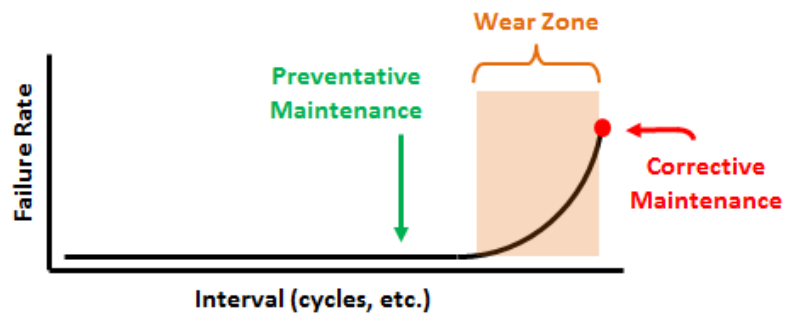 Wear Zone
Preventative
Maintenance
Failure Rate
Corrective
Maintenance
Interval (cycles, etc.)